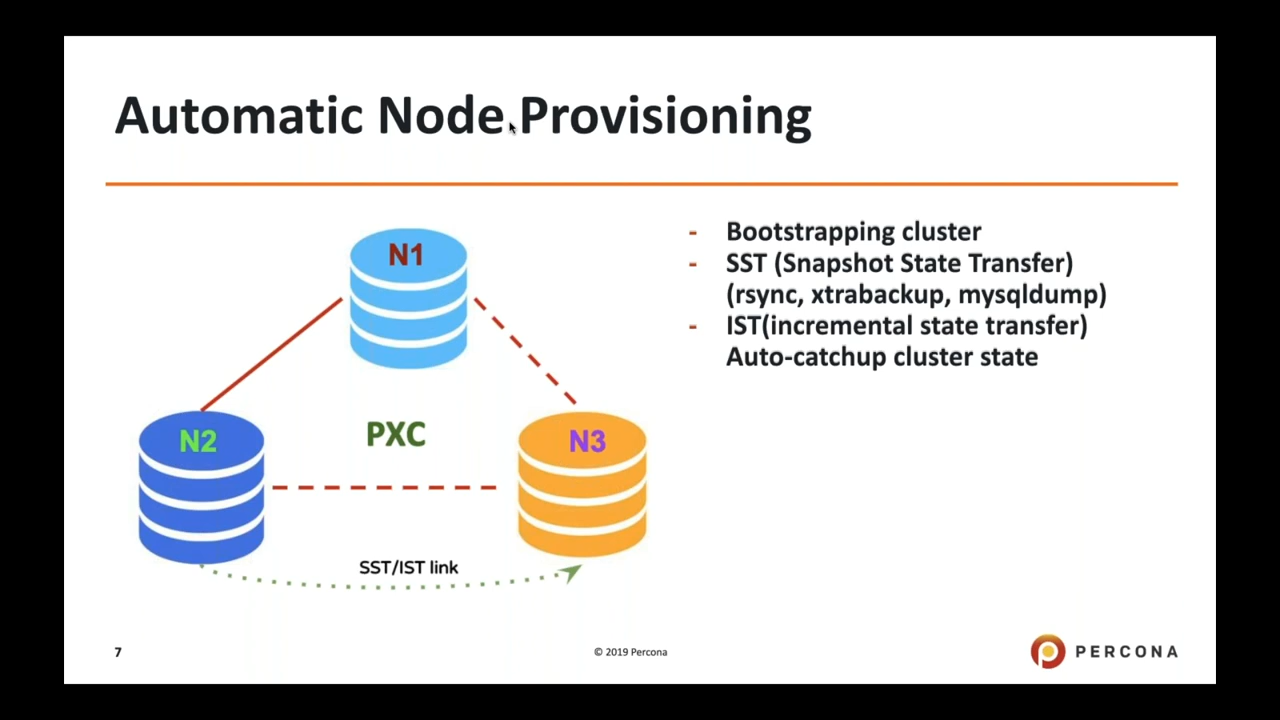 Automatic Node Provisioning
N1
N2
PXC
N3
SST/IST link
- Bootstrapping cluster
- SST (Snapshot State Transfer)
(rsync, xtrabackup, mysqldump)
- IST(incremental state transfer)
Auto-catchup cluster state
7
© 2019 Percona
PERCONA